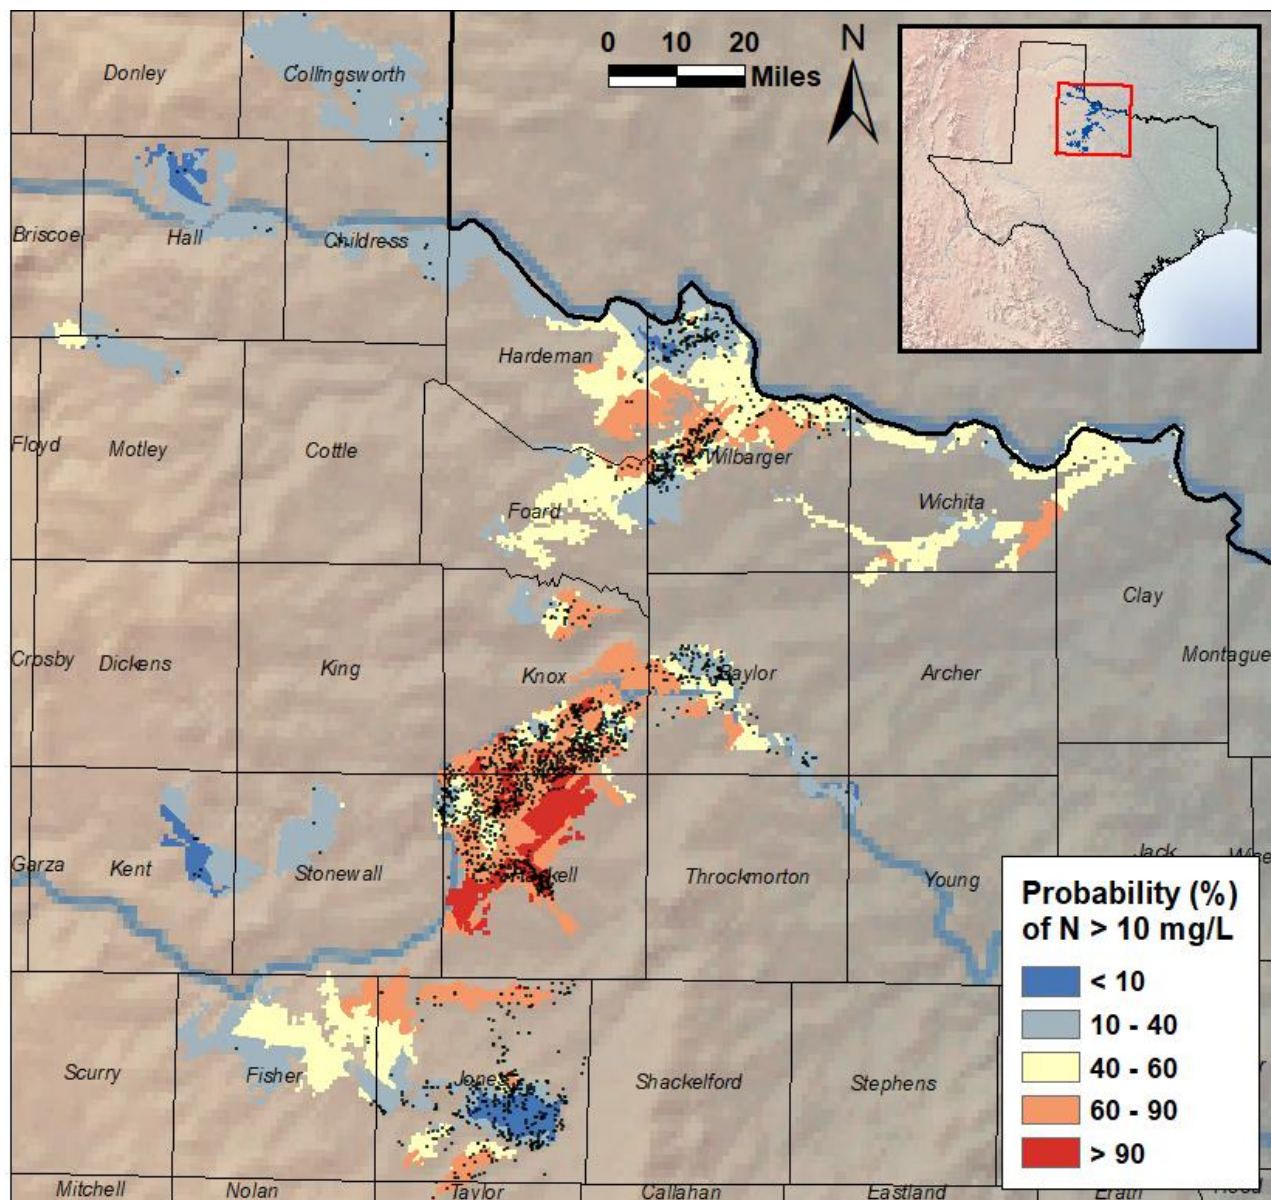 0 10 20
Miles
N
Donley
Collingsworth
Briscoe
Hall
Childress
Hardeman
Floyd
Motley
Cottle
Wilbarger
Foard
Wichita
Clay
Crosby
Dickens
King
Knox
Baylor
Archer
Montague
Garza
Kent
Stonewall
Haskell
Throckmorton
Young
Jack
Wise
Scurry
Fisher
Jones
Shackelford
Stephens
Mitchell
Nolan
Taylor
Callahan
Eastland
Erath
Hood
Probability (%)
of N > 10 mg/L
< 10
10 - 40
40 - 60
60 - 90
> 90